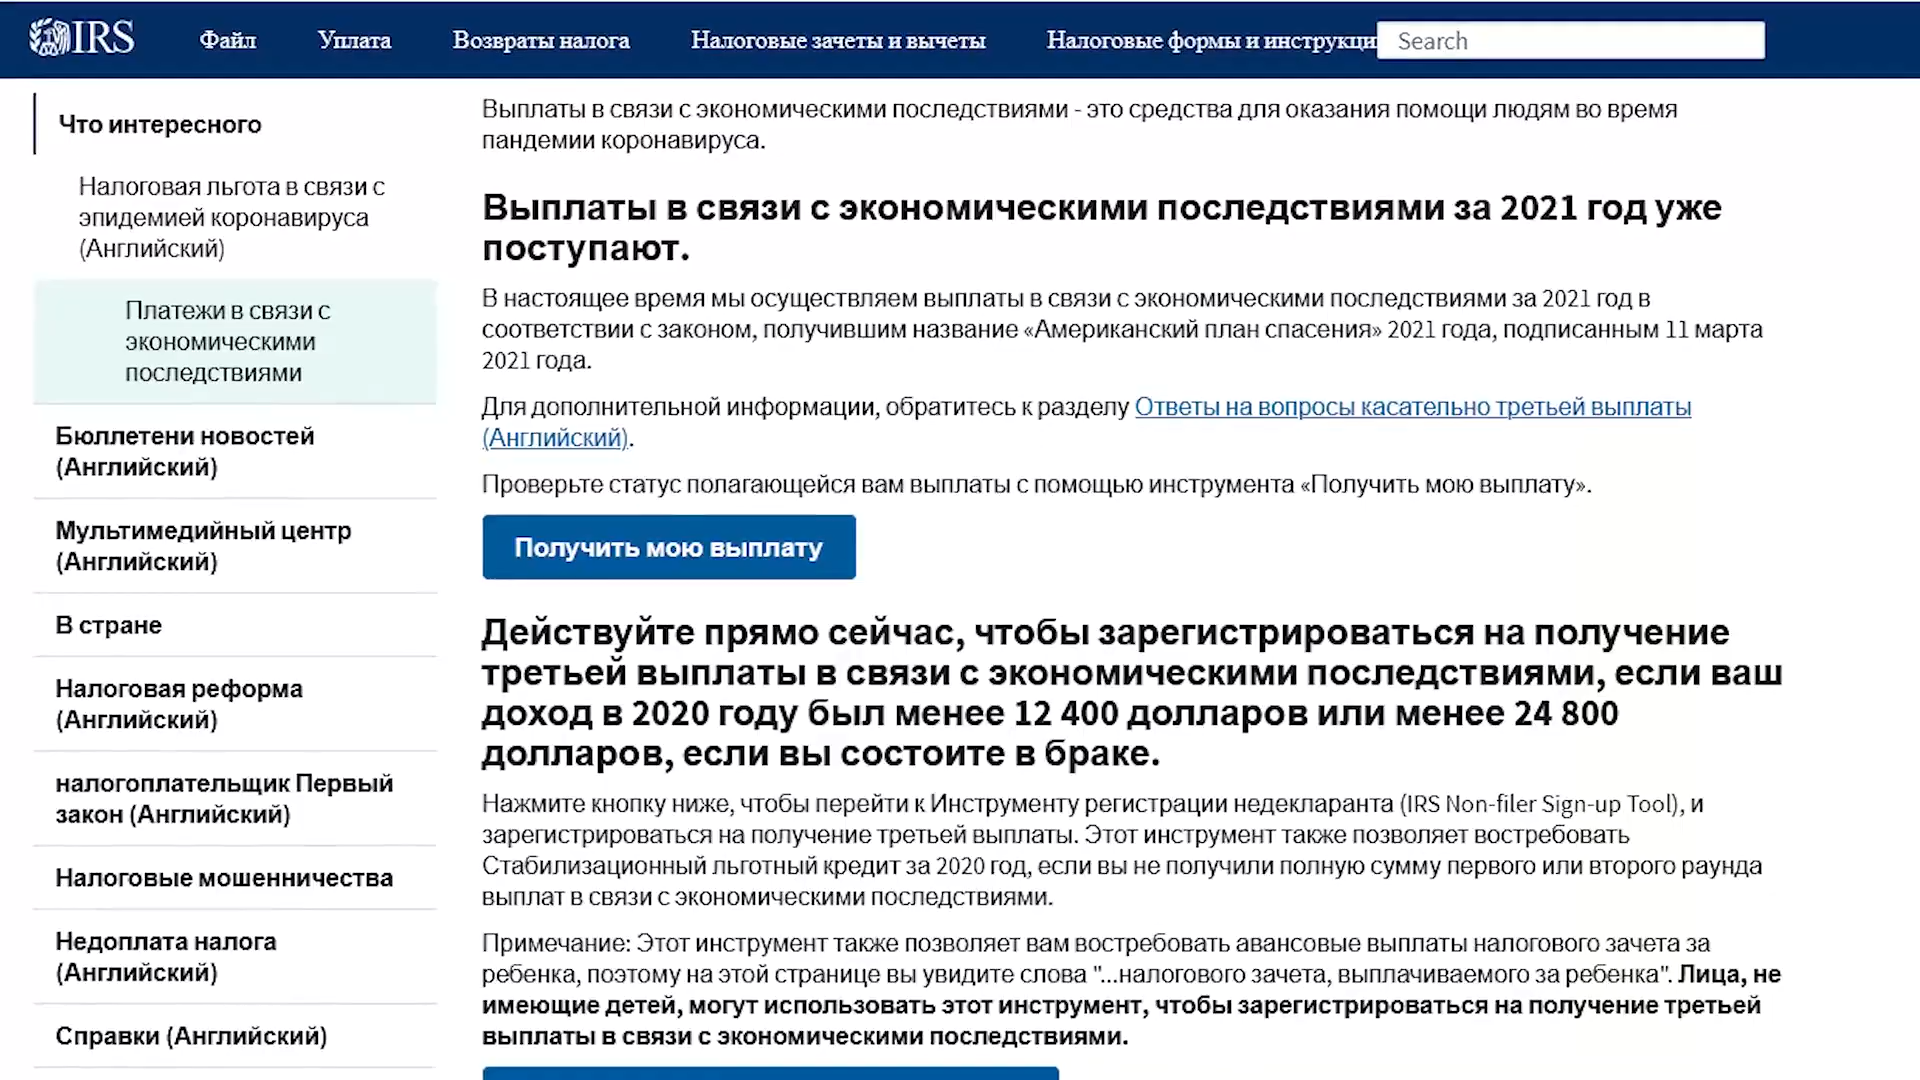 IRS
Файл
Уплата
Возвраты налога
Налоговые зачеты и вычеты
Налоговые формы и инструкци
Search
Что интересного
Налоговая льгота в связи с
эпидемией коронавируса
(Английский)
Платежи в связи с
экономическими
последствиями
Бюллетени новостей
(Английский)
Мультимедийный центр
(Английский)
В стране
Налоговая реформа
(Английский)
налогоплательщик Первый
закон (Английский)
Налоговые мошенничества
Недоплата налога
(Английский)
Справки (Английский)
Выплаты в связи с экономическими последствиями - это средства для оказания помощи людям во время
пандемии коронавируса.
Выплаты в связи с экономическими последствиями за 2021 год уже
поступают.
В настоящее время мы осуществляем выплаты в связи с экономическими последствиями за 2021 год в
соответствии с законом, получившим название «Американский план спасения» 2021 года, подписанным 11 марта
2021 года.
Для дополнительной информации, обратитесь к разделу Ответы на вопросы касательно третьей выплаты
(Английский).
Проверьте статус полагающейся вам выплаты с помощью инструмента «Получить мою выплату».
Получить мою выплату
Действуйте прямо сейчас, чтобы зарегистрироваться на получение
третьей выплаты в связи с экономическими последствиями, если ваш
доход в 2020 году был менее 12 400 долларов или менее 24 800
долларов, если вы состоите в браке.
Нажмите кнопку ниже, чтобы перейти к Инструменту регистрации недекларанта (IRS Non-filer Sign-up Tool), и
зарегистрироваться на получение третьей выплаты. Этот инструмент также позволяет востребовать
Стабилизационный льготный кредит за 2020 год, если вы не получили полную сумму первого или второго раунда
выплат в связи с экономическими последствиями.
Примечание: Этот инструмент также позволяет вам востребовать авансовые выплаты налогового зачета за
ребенка, поэтому на этой странице вы увидите слова "...налогового зачета, выплачиваемого за ребенка". Лица, не
имеющие детей, могут использовать этот инструмент, чтобы зарегистрироваться на получение третьей
выплаты в связи с экономическими последствиями.